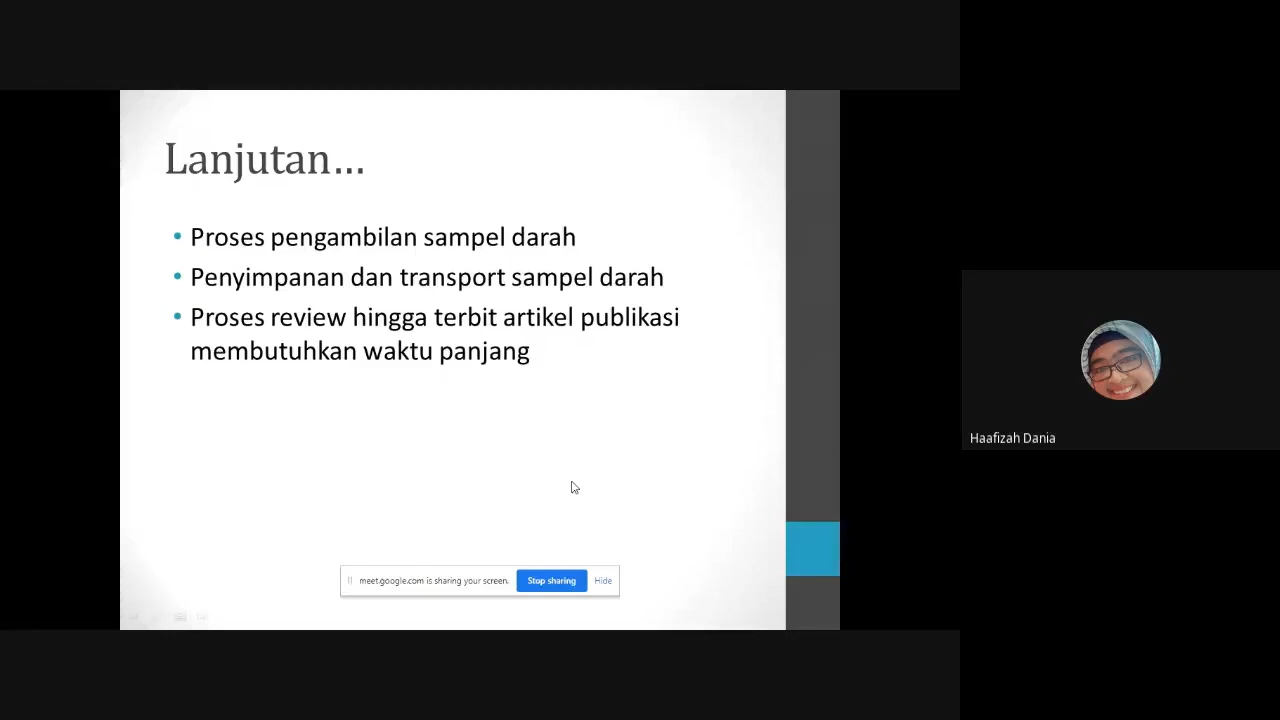 Lanjutan...
• Proses pengambilan sampel darah
• Penyimpanan dan transport sampel darah
• Proses review hingga terbit artikel publikasi
membutuhkan waktu panjang
meet.google.com is sharing your screen.
Stop sharing
Hide
Haafizah Dania